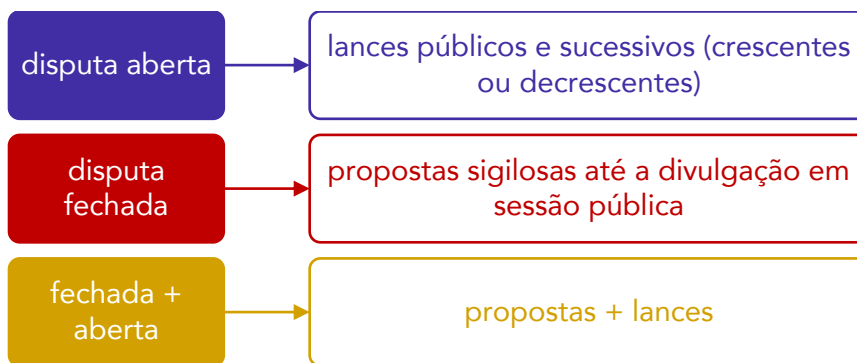 disputa aberta
lances públicos e sucessivos (crescentes
ou decrescentes)
disputa
fechada
propostas sigilosas até a divulgação em
sessão pública
fechada +
aberta
propostas + lances